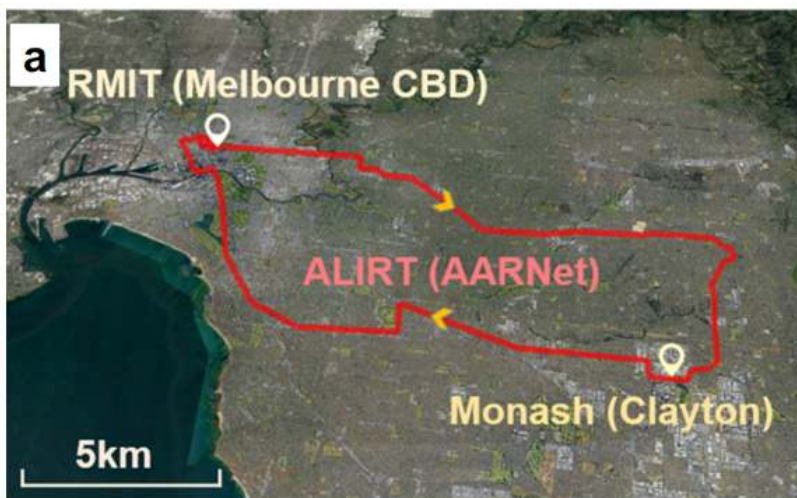 a
RMIT (Melbourne CBD)
ALIRT (AARNet)
Monash (Clayton)
5km